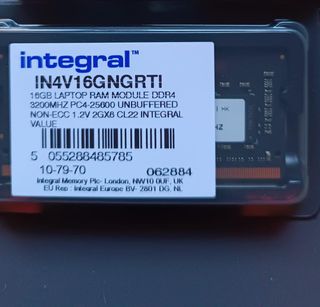 integral
IN4V16GNGRTI
16GB LAPTOP RAM MODULE DDR4
3200MHZ PC4-25600 UNBUFFERED
NON-ECC 1.2V 2GX8 CL22 INTEGRAL
VALUE
5 055288485785
10-79-70 062884
Integral Memory Plc- London, NW10 0UF, UK
EU Rep : Integral Europe BV- 2801 DG, NL